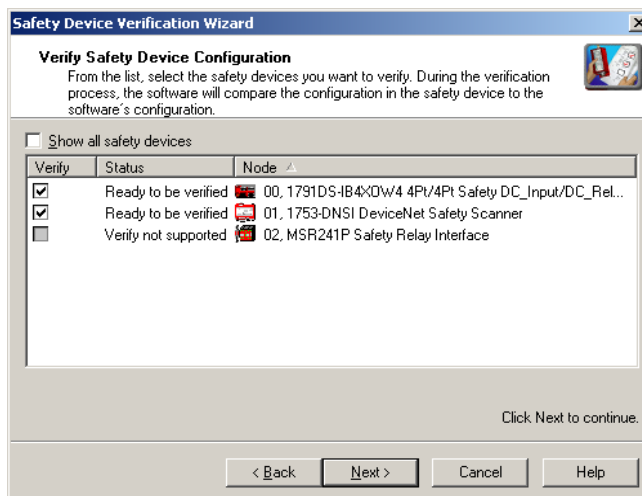 Safety Device Verification Wizard
Verify Safety Device Configuration
From the list, select the safety devices you want to verify. During the verification
process, the software will compare the configuration in the safety device to the
software's configuration.
Show all safety devices
Verify Status Node
Ready to be verified 00, 1791DS-IB4XOW4 4Pt/4Pt Safety DC_Input/DC_Rel...
Ready to be verified 01, 1753-DNSI DeviceNet Safety Scanner
Verify not supported 02, MSR241P Safety Relay Interface
Click Next to continue.
< Back Next > Cancel Help